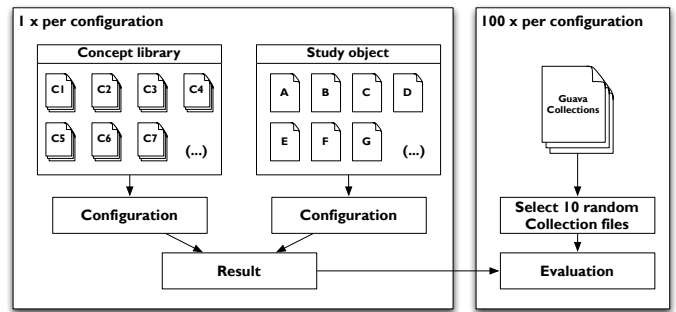 1 x per configuration
Concept library
C1 C2 C3 C4
C5 C6 C7 (...)
Configuration
Study object
A B C D
E F G (...)
Configuration
Result
100 x per configuration
Guava
Collections
Select 10 random
Collection files
Evaluation